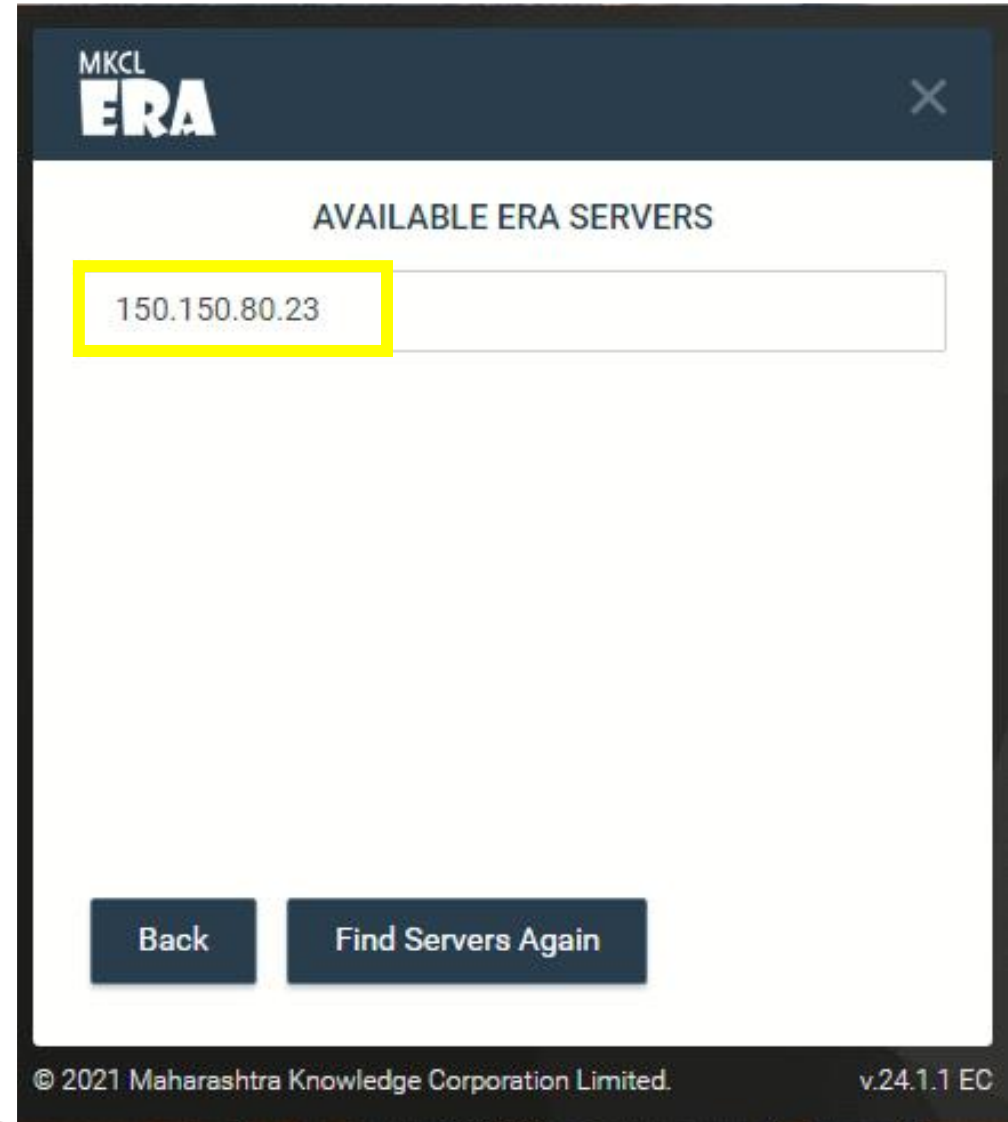 MKCL
ERA
AVAILABLE ERA SERVERS
150.150.80.23
Back Find Servers Again
© 2021 Maharashtra Knowledge Corporation Limited. v.24.1.1 EC